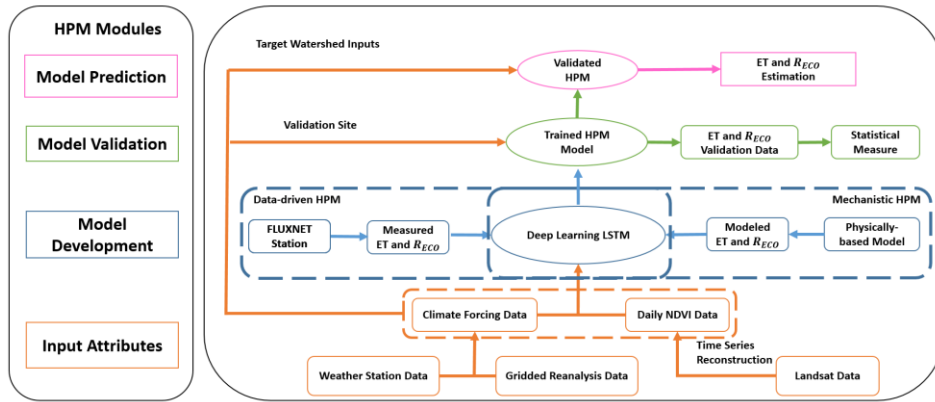 HPM Modules
Model Prediction
Model Validation
Model
Development
Input Attributes
Target Watershed Inputs
Validated
HPM
ET and R_ECO
Estimation
Validation Site
Trained HPM
Model
ET and R_ECO
Validation Data
Statistical
Measure
Data-driven HPM
Mechanistic HPM
FLUXNET
Station
Measured
ET and R_ECO
Deep Learning LSTM
Modeled
ET and R_ECO
Physically-
based Model
Climate Forcing Data
Daily NDVI Data
Time Series
Reconstruction
Weather Station Data
Gridded Reanalysis Data
Landsat Data